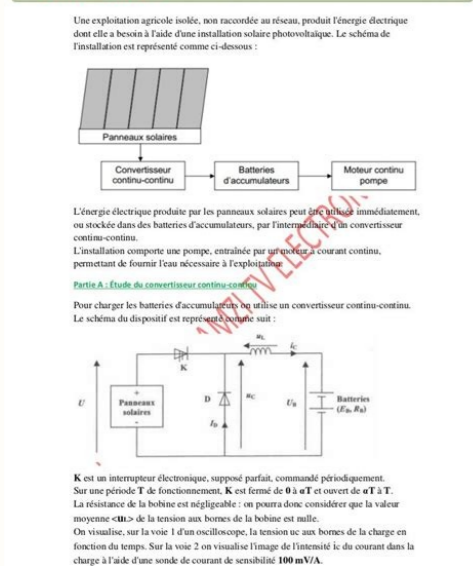 Une exploitation agricole isolée, non raccordée au réseau, produit l'énergie électrique
dont elle a besoin à l'aide d'une installation solaire photovoltaïque. Le schéma de
l'installation est représenté comme ci-dessous :
Panneaux solaires
Convertisseur
continu-continu
Batteries
d'accumulateurs
Moteur continu
pompe
L'énergie électrique produite par les panneaux solaires peut être utilisée immédiatement,
ou stockée dans des batteries d'accumulateurs, par l'intermédiaire d'un convertisseur
continu-continu.
L'installation comporte une pompe, entraînée par un moteur à courant continu,
permettant de fournir l'eau nécessaire à l'exploitation.
Partie A : Étude du convertisseur continu-continu
Pour charger les batteries d'accumulateurs on utilise un convertisseur continu-continu.
Le schéma du dispositif est représenté comme suit :
uL
iC
K
U
+
Panneaux
solaires
-
D
iD
uC
UB
Batteries
(EB, RB)
K est un interrupteur électronique, supposé parfait, commandé périodiquement.
Sur une période T de fonctionnement, K est fermé de 0 à αT et ouvert de αT à T.
La résistance de la bobine est négligeable : on pourra donc considérer que la valeur
moyenne <uL> de la tension aux bornes de la bobine est nulle.
On visualise, sur la voie 1 d'un oscilloscope, la tension uc aux bornes de la charge en
fonction du temps. Sur la voie 2 on visualise l'image de l'intensité ic du courant dans la
charge à l'aide d'une sonde de courant de sensibilité 100 mV/A.